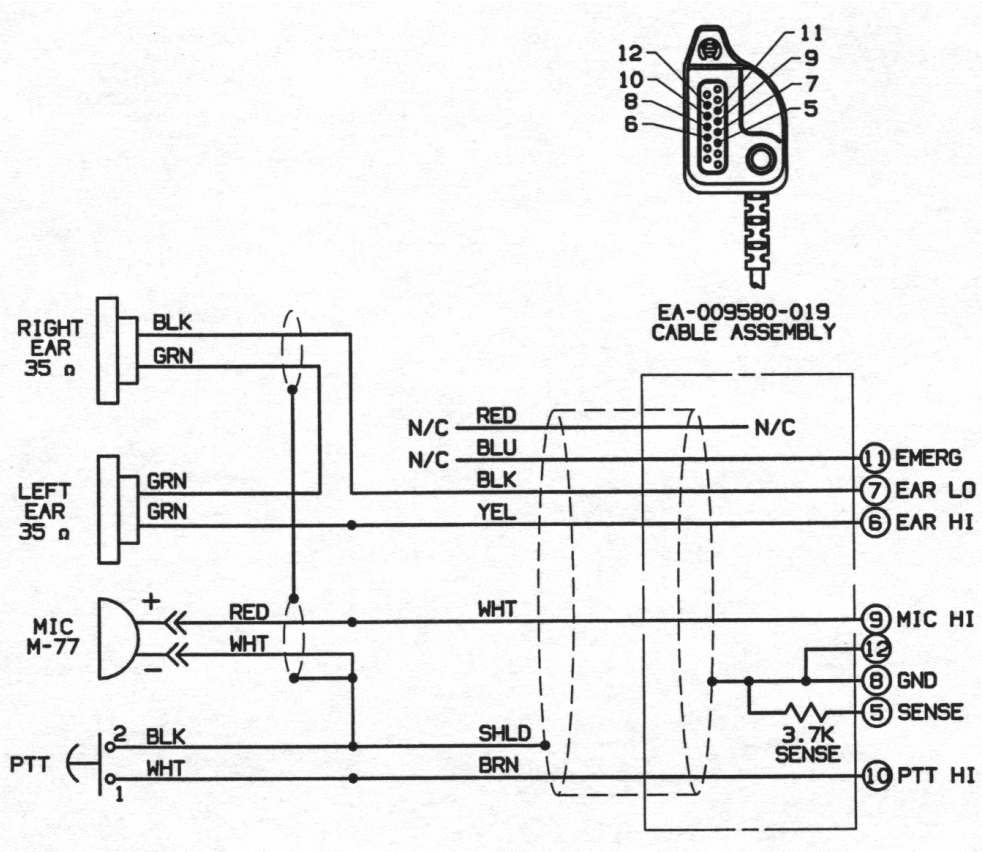 11
12
9
10
7
8
5
6
EA-009580-019
CABLE ASSEMBLY
RIGHT
EAR
35 Ω
BLK
GRN
N/C RED N/C
N/C BLU 11 EMERG
BLK 7 EAR LO
YEL 6 EAR HI
LEFT
EAR
35 Ω
GRN
GRN
MIC
M-77
+
RED
WHT
−
WHT 9 MIC HI
12
8 GND
5 SENSE
3.7K
SENSE
PTT
2
BLK
SHLD
WHT
1
BRN
10 PTT HI